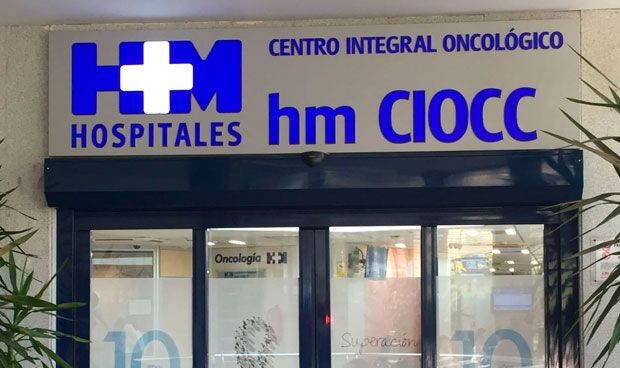 HM
HOSPITALES
CENTRO INTEGRAL ONCOLÓGICO
hm CIOCC
Oncología HM
Superación
10
10